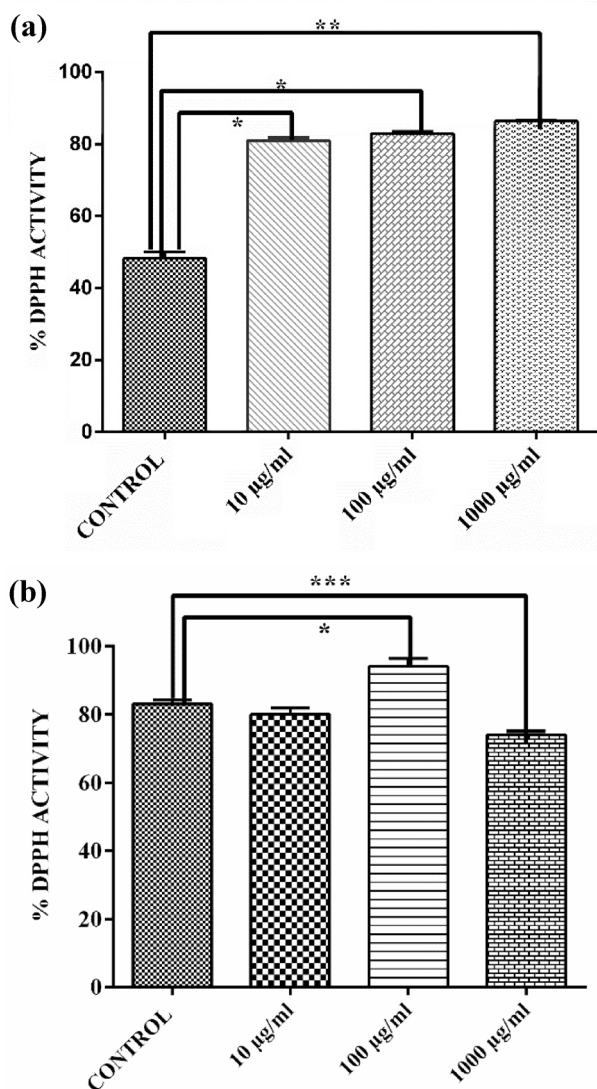 (a)
**
*
*
100
80
60
40
20
0
% DPPH ACTIVITY
CONTROL
10 µg/ml
100 µg/ml
1000 µg/ml
(b)
***
*
100
80
60
40
20
0
% DPPH ACTIVITY
CONTROL
10 µg/ml
100 µg/ml
1000 µg/ml